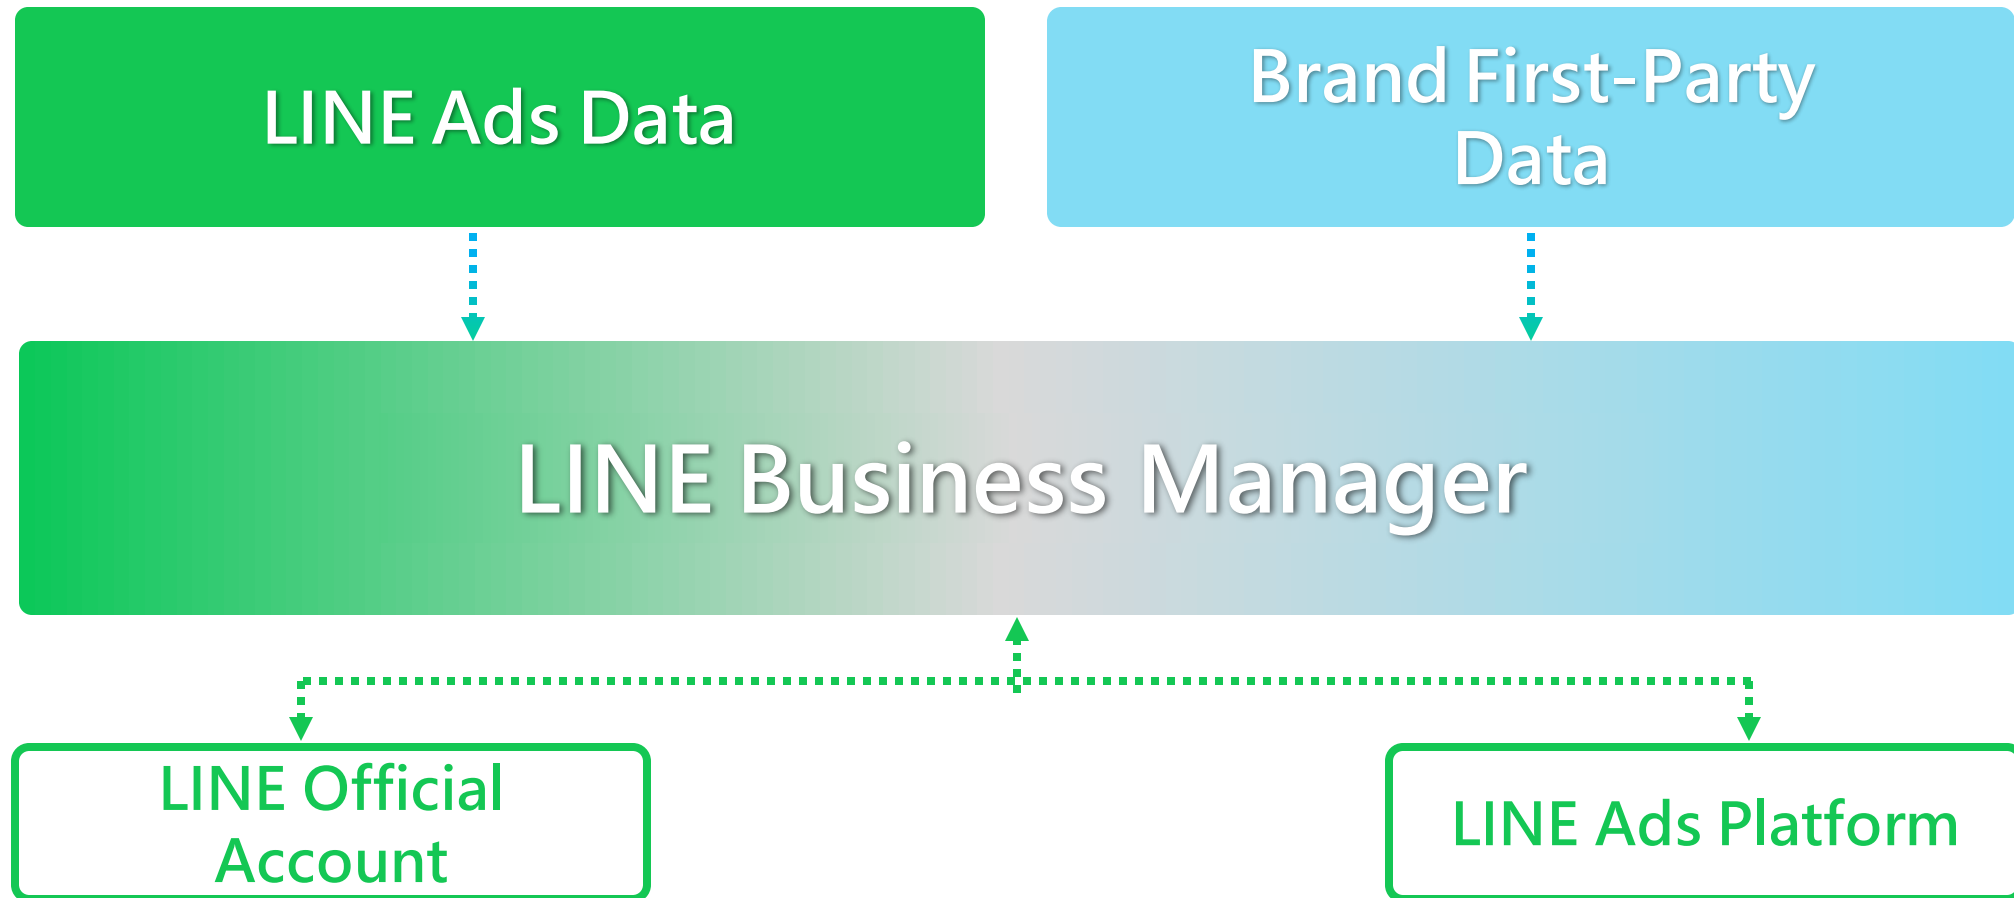 LINE Ads Data
Brand First-Party
Data
LINE Business Manager
LINE Official
Account
LINE Ads Platform